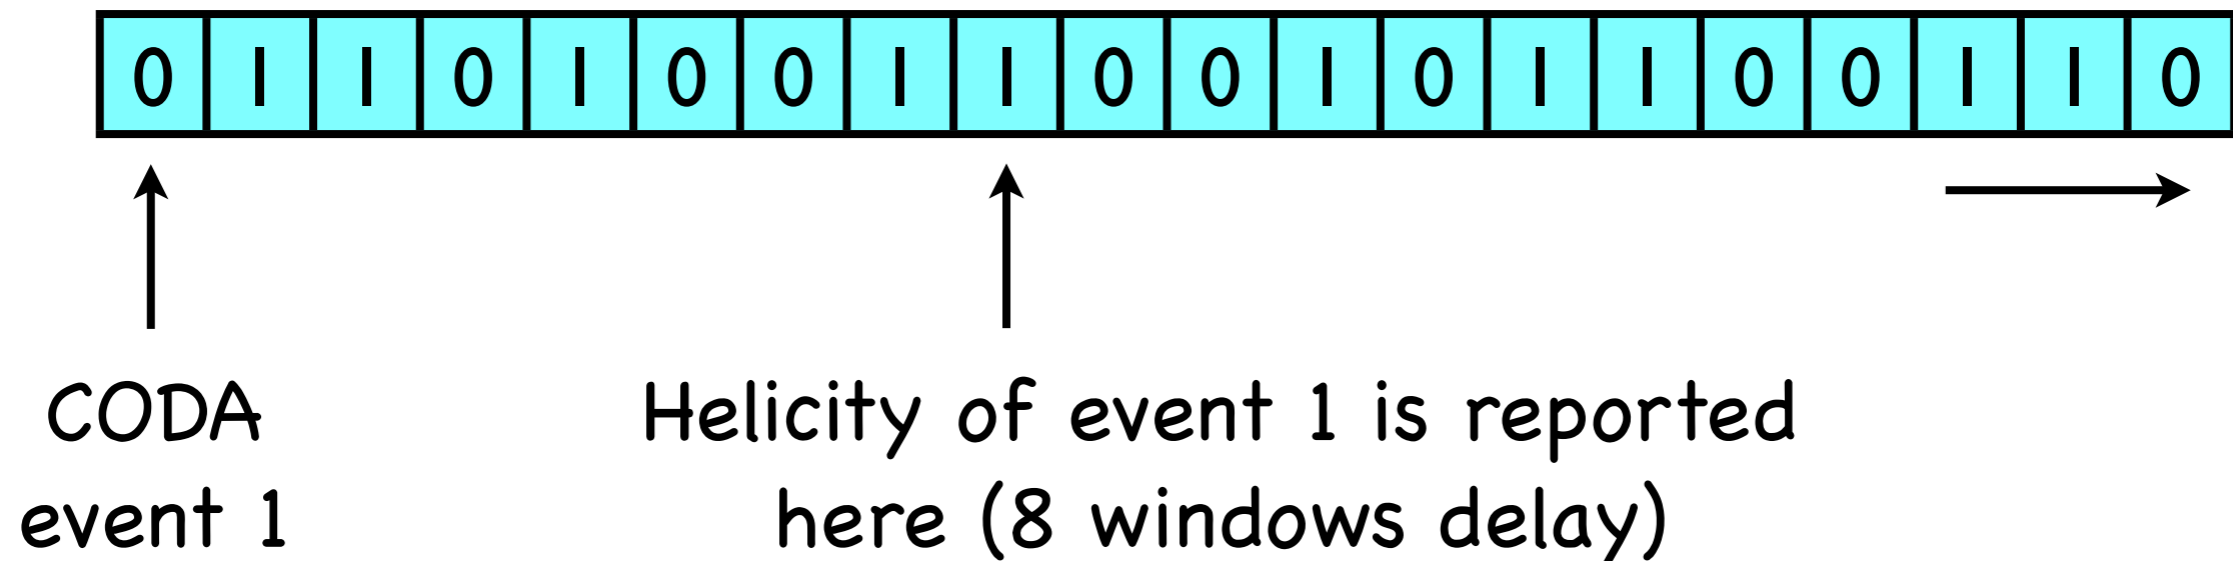 0 1 1 0 1 0 0 1 1 0 0 1 0 1 1 0 0 1 1 0
CODA
event 1
Helicity of event 1 is reported
here (8 windows delay)